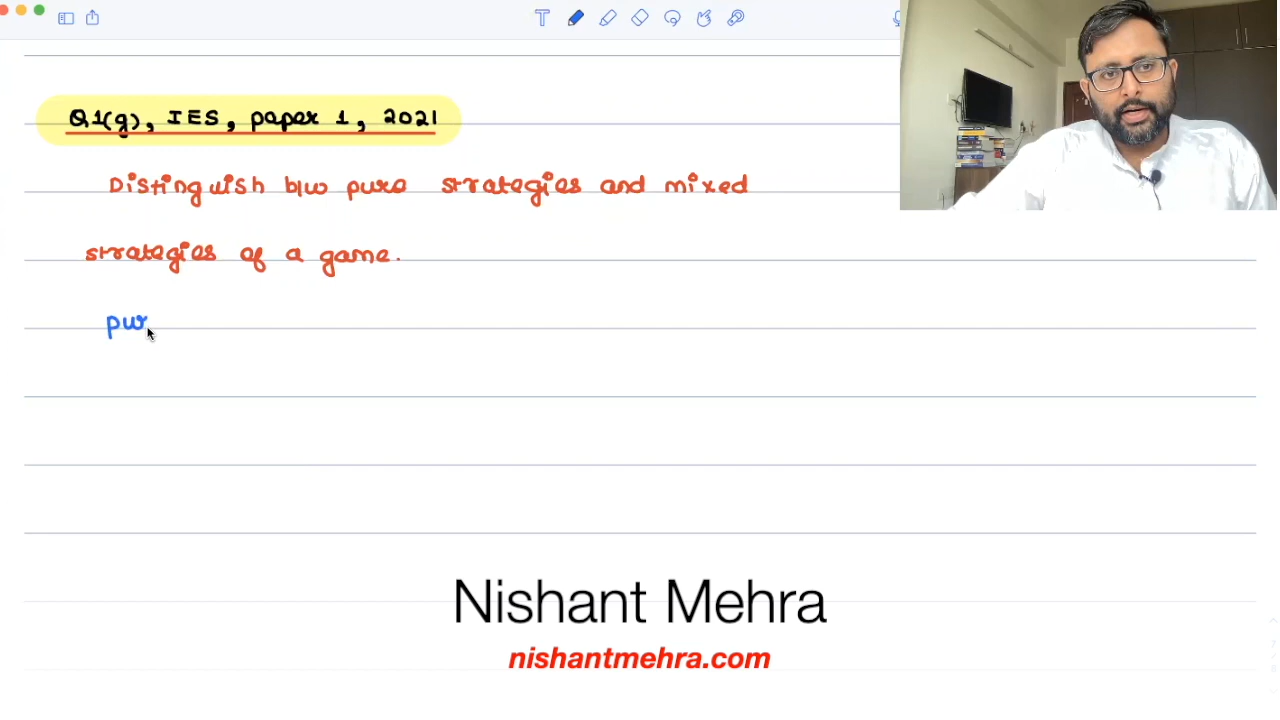 Q1(g), IES, paper 1, 2021
Distinguish b/w pure strategies and mixed
strategies of a game.
pur
Nishant Mehra
nishantmehra.com